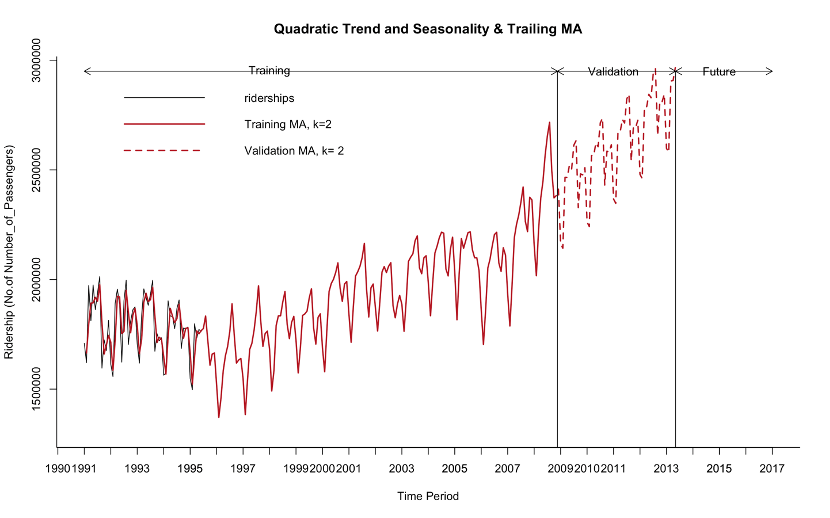 Quadratic Trend and Seasonality & Trailing MA
Ridership (No.of Number_of_Passengers)
3000000
2500000
2000000
1500000
Training
Validation
Future
riderships
Training MA, k=2
Validation MA, k= 2
1990 1991 1993 1995 1997 1999 2000 2001 2003 2005 2007 2009 2010 2011 2013 2015 2017
Time Period